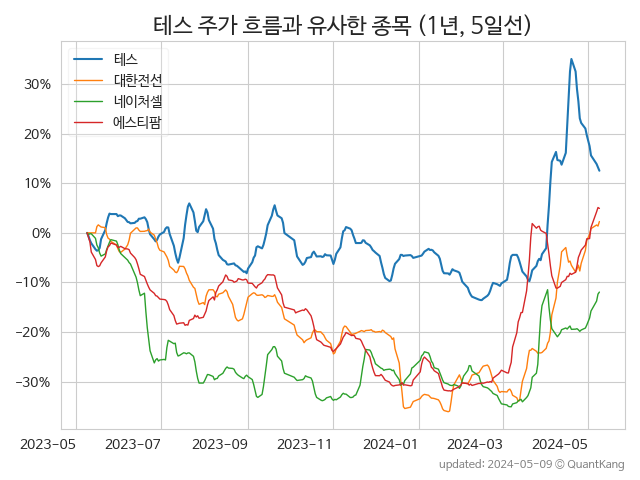 테스 주가 흐름과 유사한 종목 (1년, 5일선)
테스
대한전선
네이처셀
에스티팜
30%
20%
10%
0%
−10%
−20%
−30%
2023-05 2023-07 2023-09 2023-11 2024-01 2024-03 2024-05
updated: 2024-05-09 © QuantKang